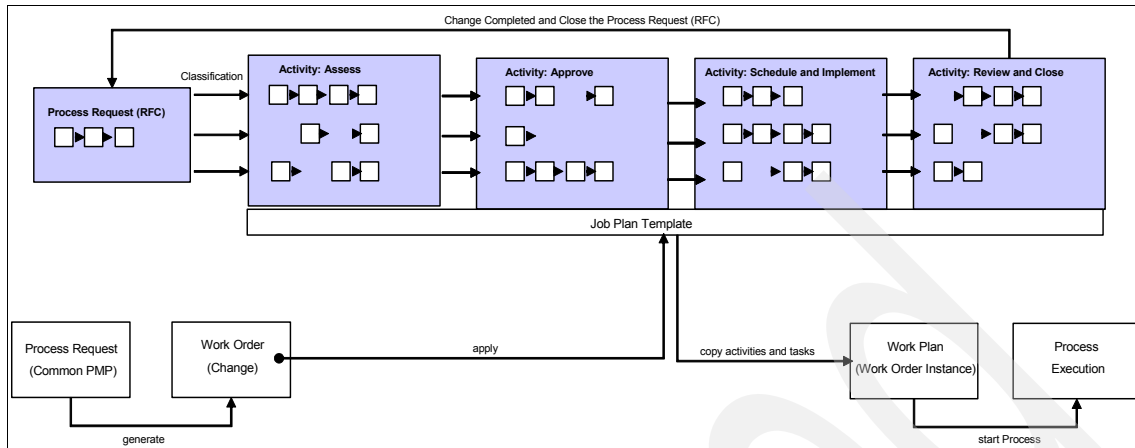 Change Completed and Close the Process Request (RFC)
Classification
Process Request (RFC)
Activity: Assess
Activity: Approve
Activity: Schedule and Implement
Activity: Review and Close
Job Plan Template
Process Request
(Common PMP)
Work Order
(Change)
apply
copy activities and tasks
Work Plan
(Work Order Instance)
Process
Execution
generate
start Process